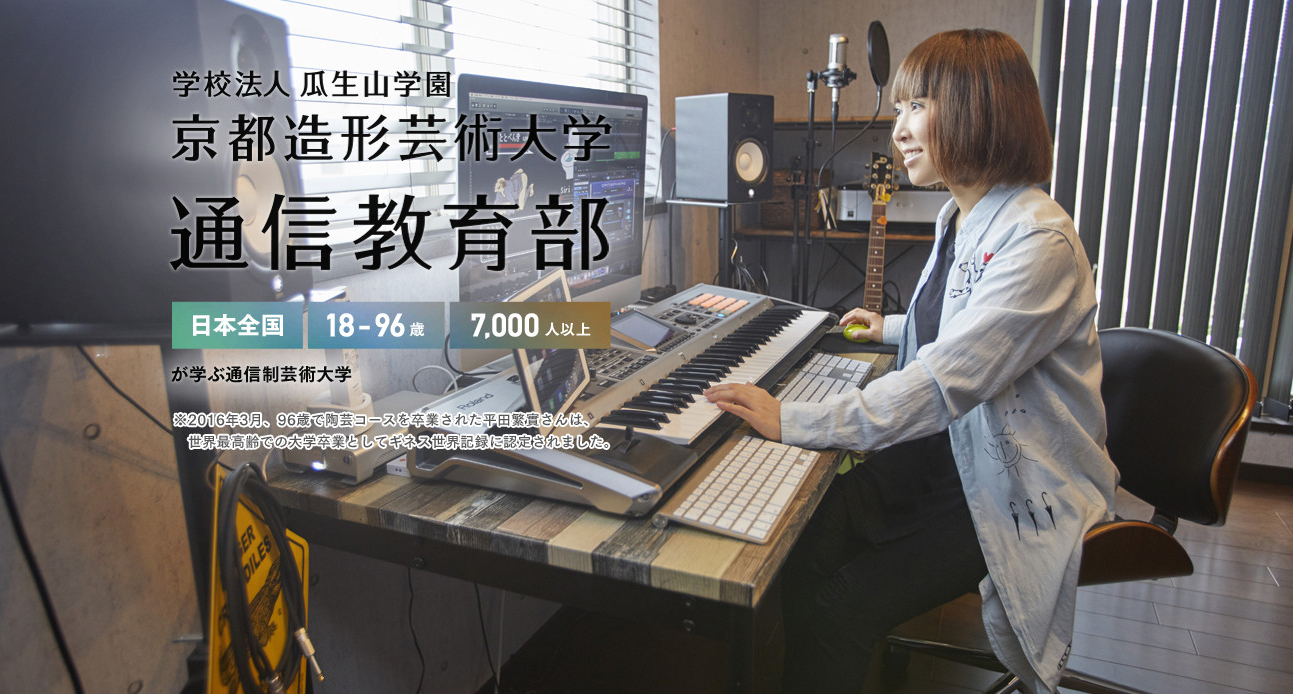 学校法人 瓜生山学園
京都造形芸術大学
通信教育部
日本全国 18-96歳 7,000人以上
が学ぶ通信制芸術大学
※2016年3月、96歳で陶芸コースを卒業された平田繁實さんは、
世界最高齢での大学卒業としてギネス世界記録に認定されました。
Siri
Roland